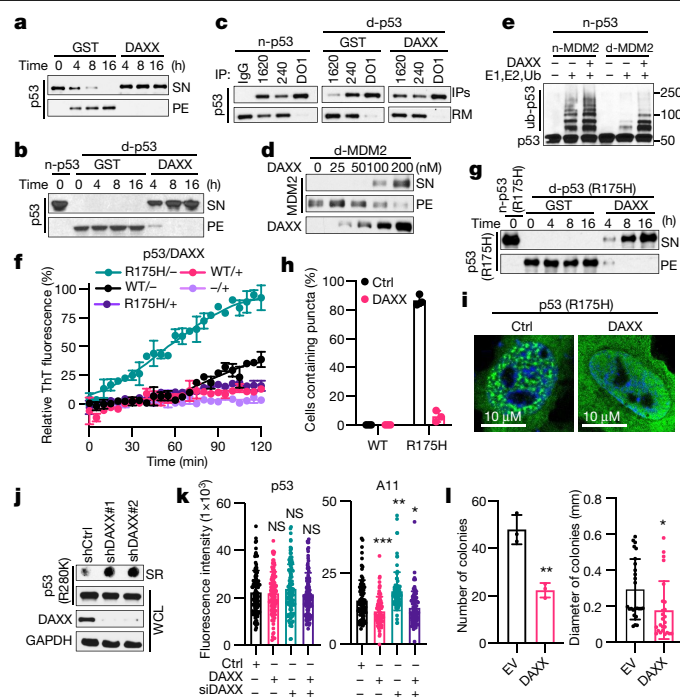 a
GST DAXX
Time 0 4 8 16 4 8 16 (h)
p53
SN
PE
b
d-p53
n-p53 GST DAXX
Time 0 0 4 8 16 4 8 16 (h)
p53
SN
PE
c
d-p53
n-p53 GST DAXX
IP: IgG 1620 240 DO1 1620 240 DO1 1620 240 DO1
p53
IPs
RM
d
d-MDM2
DAXX 0 25 50 100 200 (nM)
MDM2
SN
PE
DAXX
e
n-p53
n-MDM2 d-MDM2
DAXX – – + – – +
E1,E2,Ub – + + – + +
ub-p53
p53
250
100
50
f
p53/DAXX
R175H/– WT/+
WT/– –/+
R175H/+
Relative ThT fluorescence (%)
100
75
50
25
0
0 30 60 90 120
Time (min)
g
n-p53 (R175H)
d-p53 (R175H)
GST DAXX
Time 0 0 4 8 16 4 8 16 (h)
p53 (R175H)
SN
PE
h
Ctrl
DAXX
Cells containing puncta (%)
100
80
60
40
20
0
WT R175H
i
p53 (R175H)
Ctrl DAXX
10 μM 10 μM
j
shCtrl shDAXX#1 shDAXX#2
p53 (R280K)
SR
DAXX
GAPDH
WCL
k
p53 A11
Fluorescence intensity (1 ×10³)
60
40
20
0
NS NS NS
50
25
0
*** ** *
Ctrl + – – – + – – –
DAXX – + – + – + – +
siDAXX – – + + – – + +
l
Number of colonies
60
40
20
0
**
EV DAXX
Diameter of colonies (mm)
0.8
0.6
0.4
0.2
0
*
EV DAXX